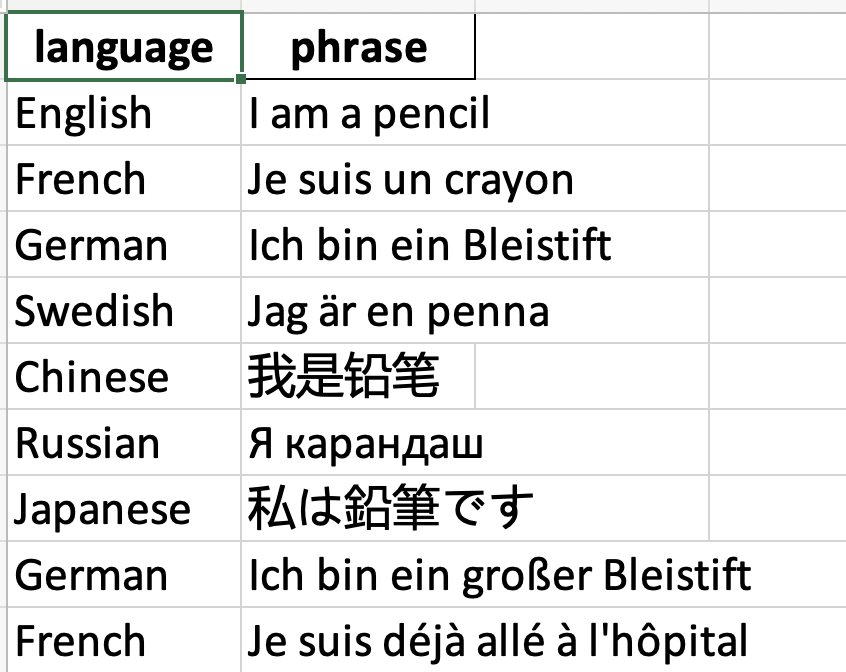 language phrase
English I am a pencil
French Je suis un crayon
German Ich bin ein Bleistift
Swedish Jag är en penna
Chinese 我是铅笔
Russian Я карандаш
Japanese 私は鉛筆です
German Ich bin ein großer Bleistift
French Je suis déjà allé à l'hôpital